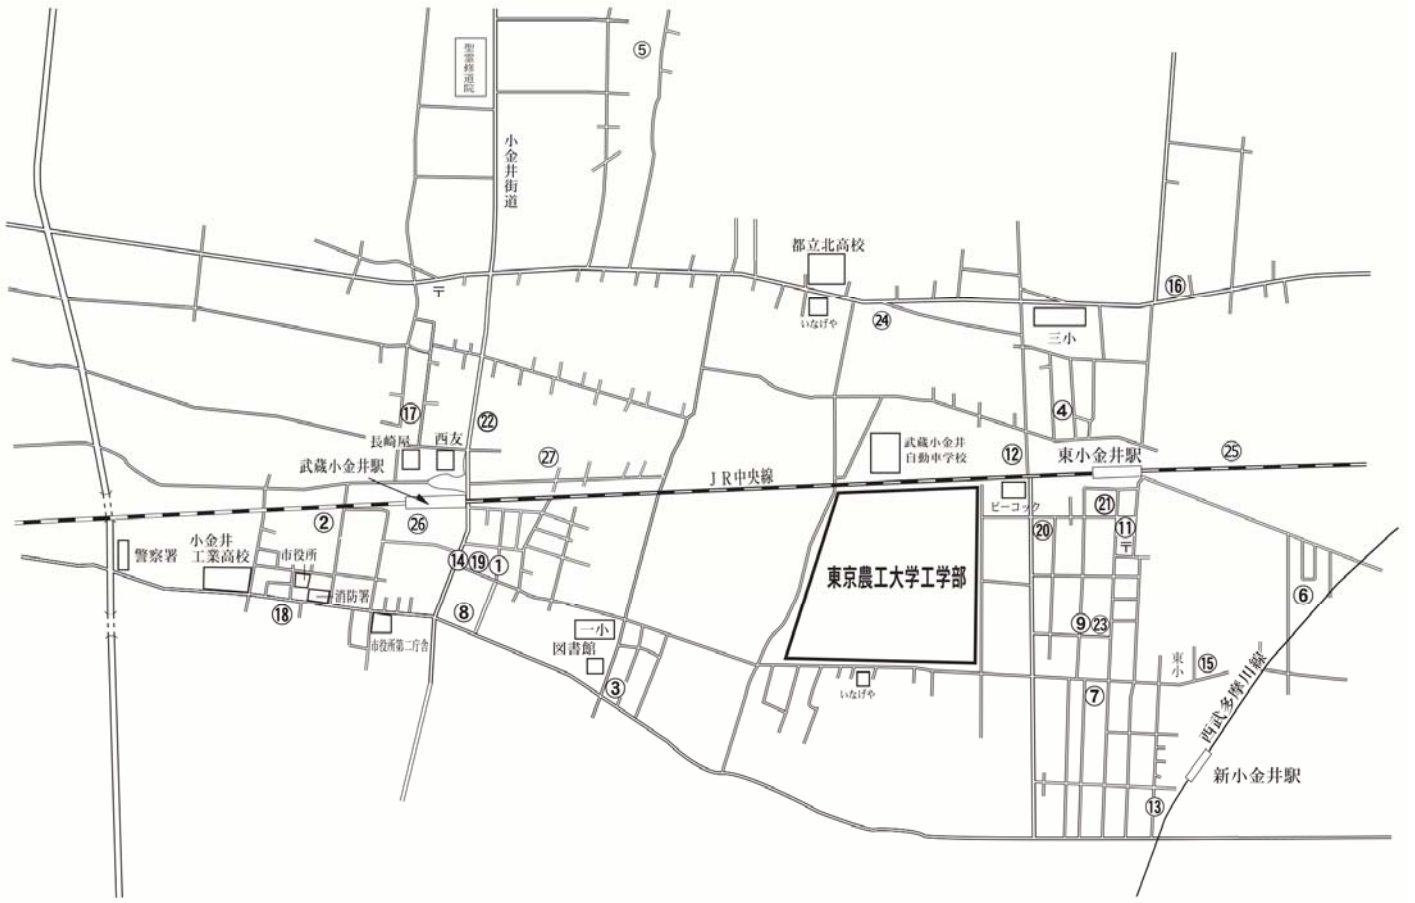 ⑤
聖霊修道院
小金井街道
都立北高校
いなげや
⑯
〒
㉔
三小
⑰
㉒
④
長崎屋
西友
武蔵小金井駅
㉗
武蔵小金井
自動車学校
⑫
東小金井駅
㉕
JR中央線
ピーコック
②
㉖
㉑
⑳
⑪
〒
警察署
小金井
工業高校
市役所
⑭
⑲
①
東京農工大学工学部
消防署
⑱
⑧
⑥
⑨
㉓
市役所第二庁舎
一小
図書館
③
いなげや
東小
⑮
⑦
西武多摩川線
新小金井駅
⑬